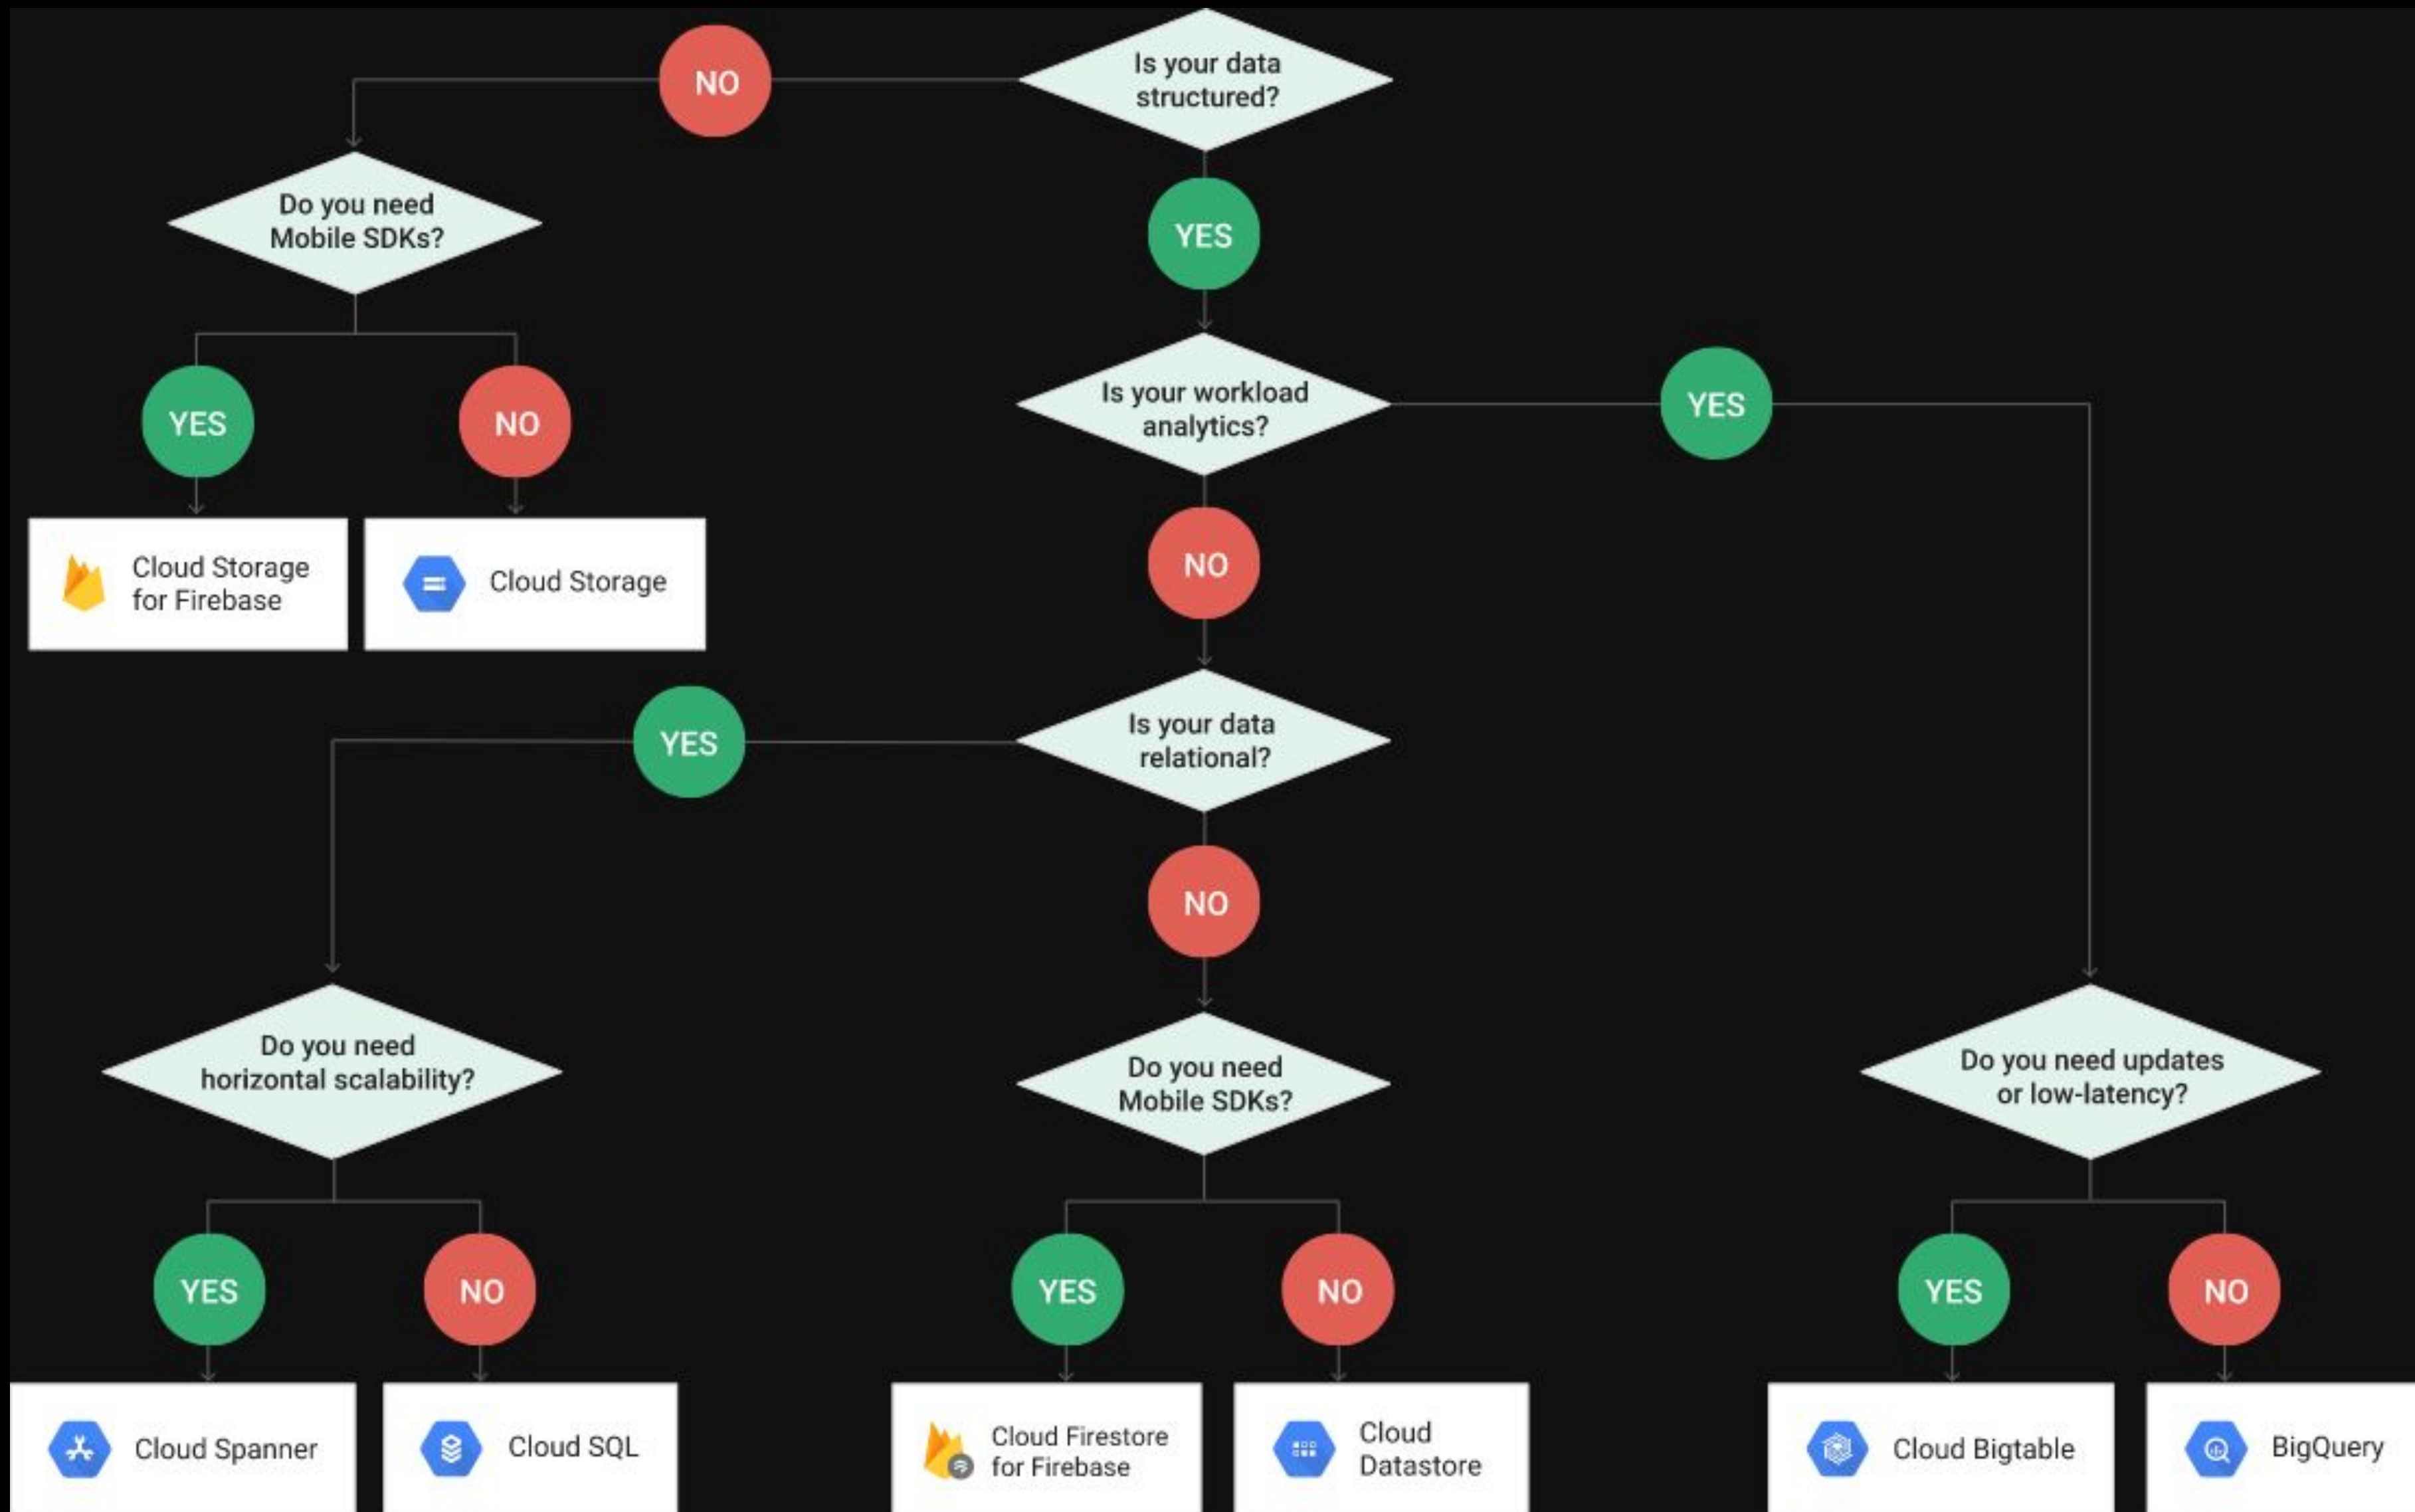 Is your data
structured?
NO
Do you need
Mobile SDKs?
YES
YES
NO
Is your workload
analytics?
YES
Cloud Storage
for Firebase
Cloud Storage
NO
Is your data
relational?
YES
NO
Do you need
horizontal scalability?
Do you need
Mobile SDKs?
Do you need updates
or low-latency?
YES
NO
YES
NO
YES
NO
Cloud Spanner
Cloud SQL
Cloud Firestore
for Firebase
Cloud
Datastore
Cloud Bigtable
BigQuery